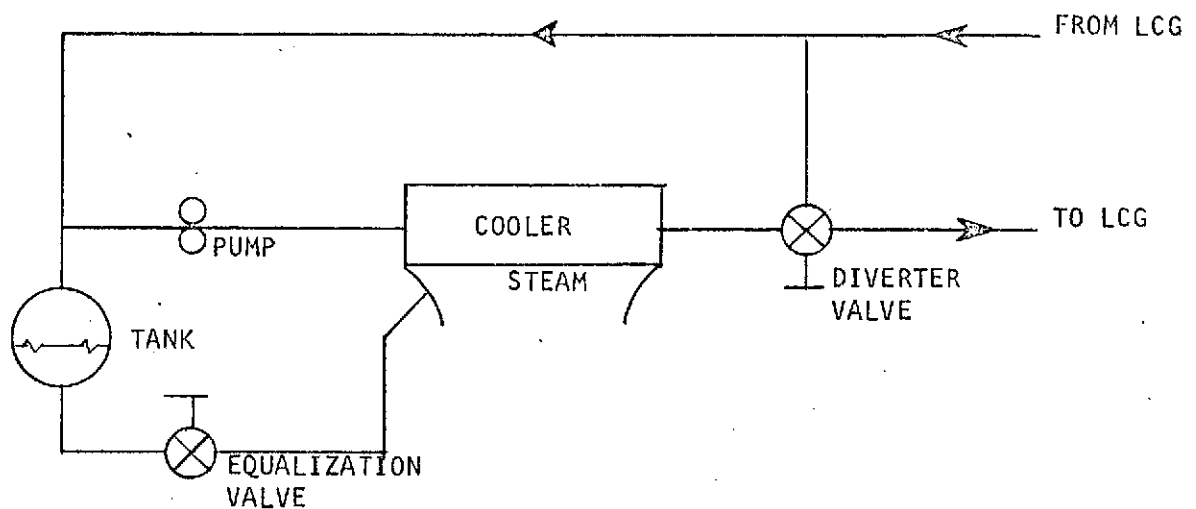 FROM LCG
TO LCG
COOLER
PUMP
STEAM
DIVERTER
VALVE
TANK
EQUALIZATION
VALVE